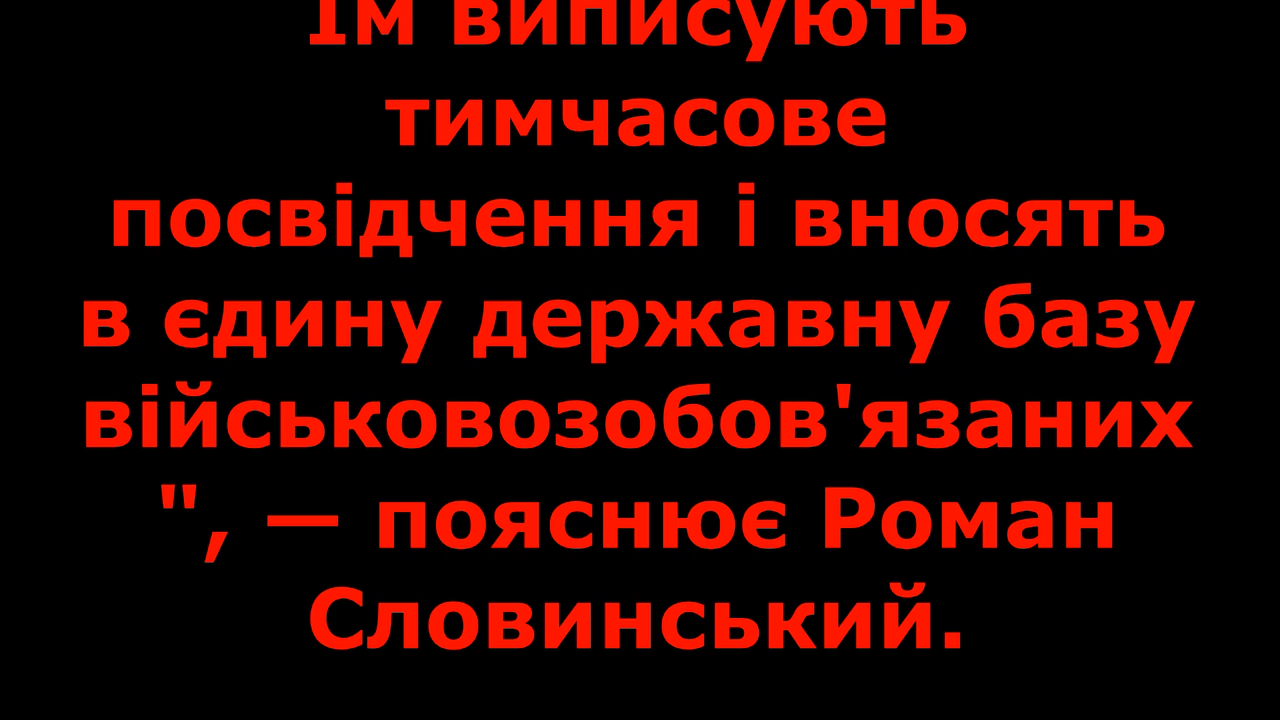 Їм виписують
тимчасове
посвідчення і вносять
в єдину державну базу
військовозобов'язаних
", — пояснює Роман
Словинський.